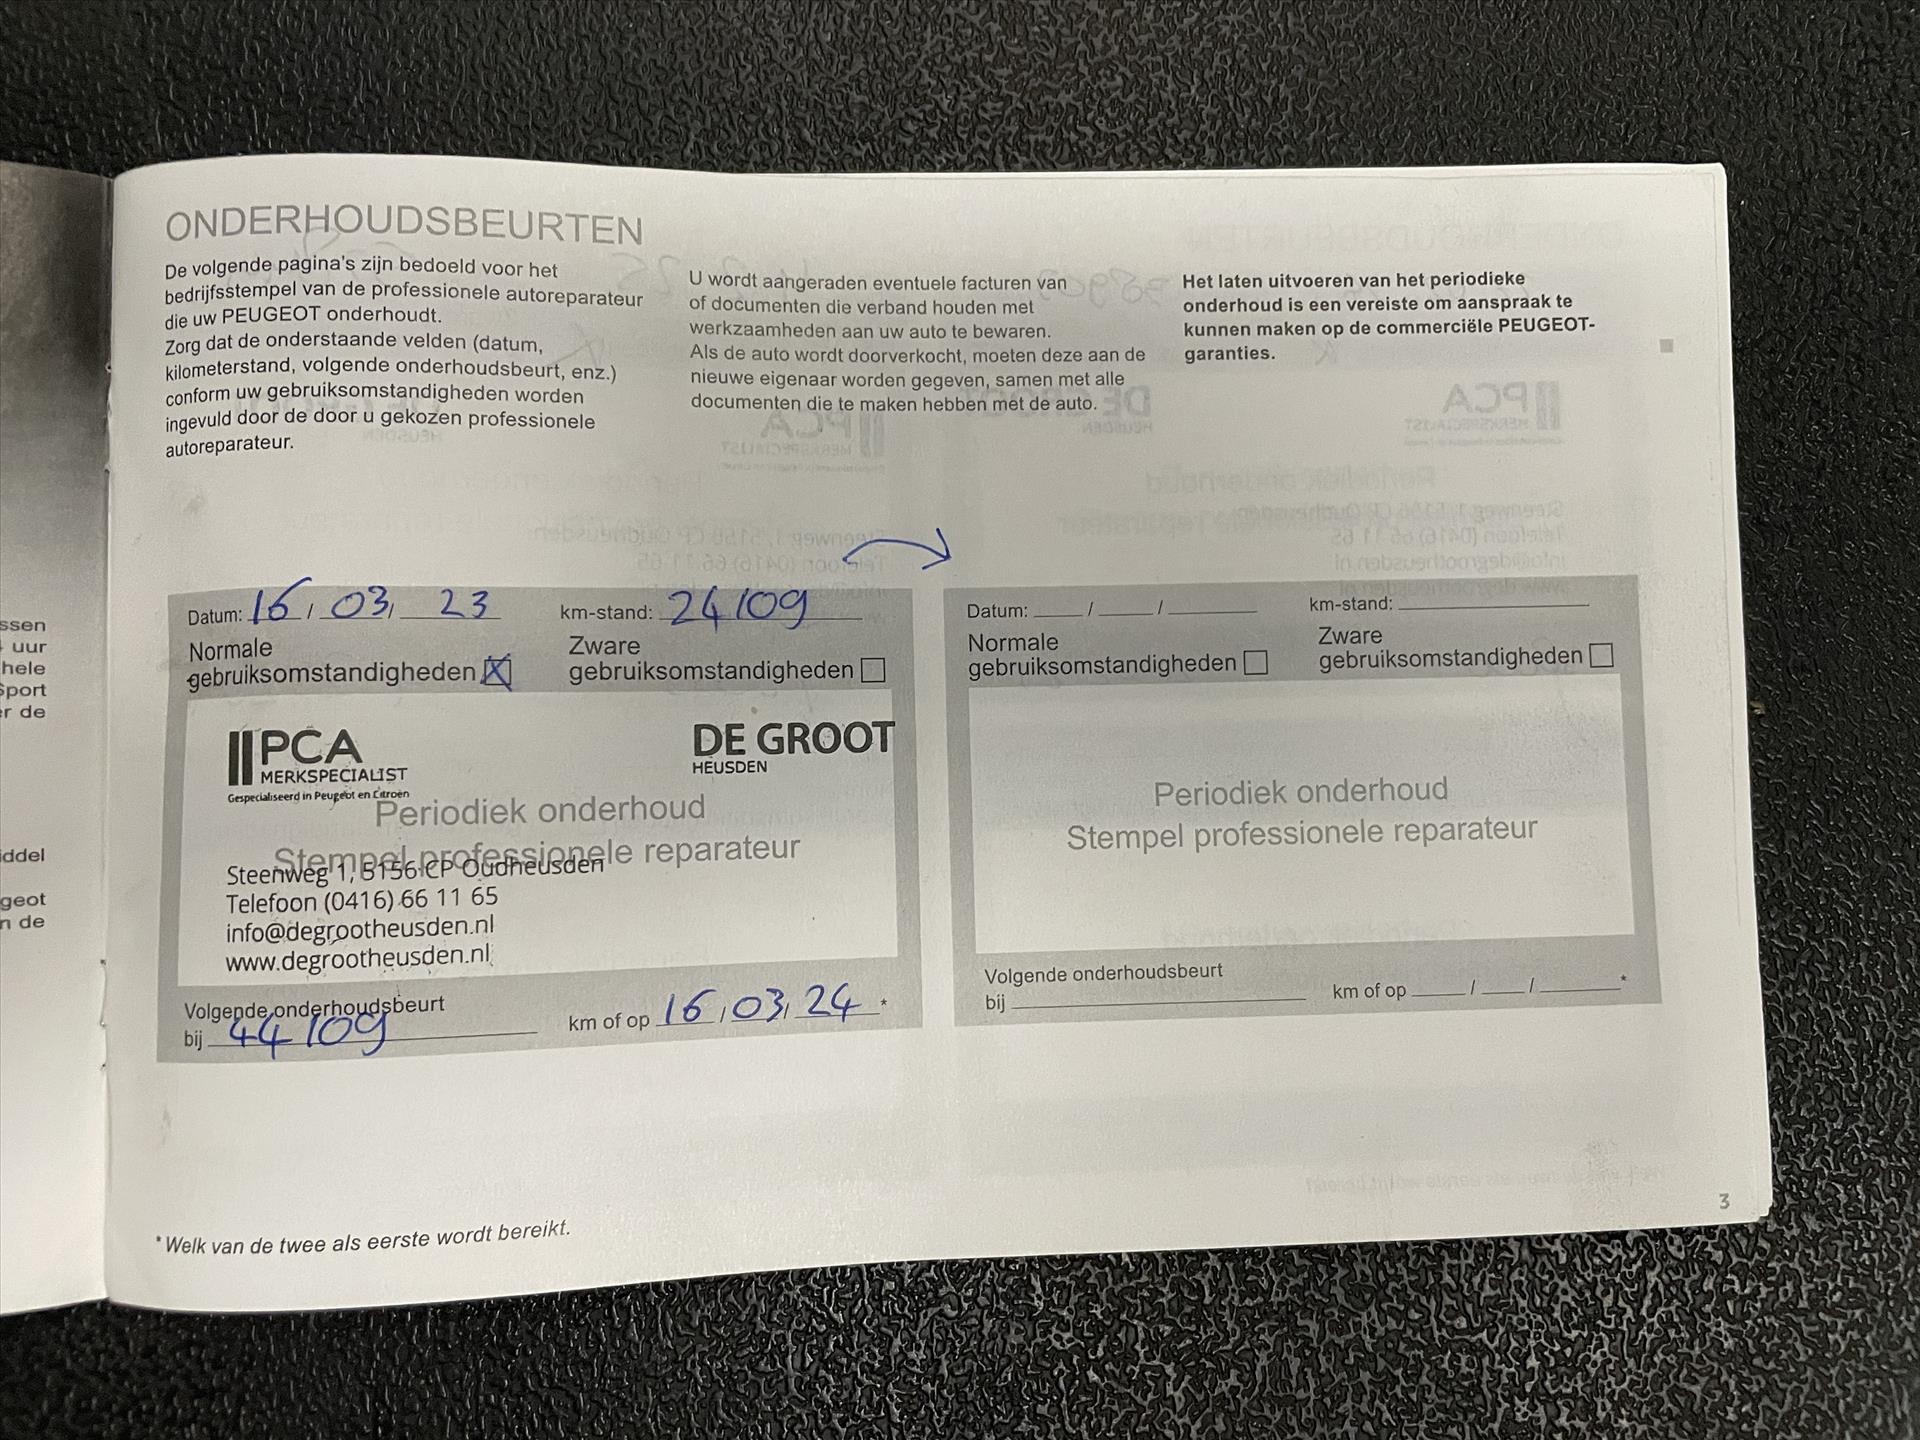 ssen
uur
hele
Sport
er de
iddel
geot
n de
ONDERHOUDSBEURTEN
De volgende pagina's zijn bedoeld voor het
bedrijfsstempel van de professionele autoreparateur
die uw PEUGEOT onderhoudt.
Zorg dat de onderstaande velden (datum,
kilometerstand, volgende onderhoudsbeurt, enz.)
conform uw gebruiksomstandigheden worden
ingevuld door de door u gekozen professionele
autoreparateur.
U wordt aangeraden eventuele facturen van
of documenten die verband houden met
werkzaamheden aan uw auto te bewaren.
Als de auto wordt doorverkocht, moeten deze aan de
nieuwe eigenaar worden gegeven, samen met alle
documenten die te maken hebben met de auto.
Het laten uitvoeren van het periodieke
onderhoud is een vereiste om aanspraak te
kunnen maken op de commerciële PEUGEOT-
garanties.
Datum: 16 / 03 / 23 km-stand: 24109
Normale
gebruiksomstandigheden X
Zware
gebruiksomstandigheden
PCA
MERKSPECIALIST
Gespecialiseerd in Peugeot en Citroën
DE GROOT
HEUSDEN
Periodiek onderhoud
Stempel professionele reparateur
Steenweg 1, 5156 CP Oudheusden
Telefoon (0416) 66 11 65
info@degrootheusden.nl
www.degrootheusden.nl
Volgende onderhoudsbeurt
bij 44109 km of op 16 / 03 / 24 *
Datum: / / km-stand:
Normale
gebruiksomstandigheden
Zware
gebruiksomstandigheden
Periodiek onderhoud
Stempel professionele reparateur
Volgende onderhoudsbeurt
bij km of op / / *
* Welk van de twee als eerste wordt bereikt.
3